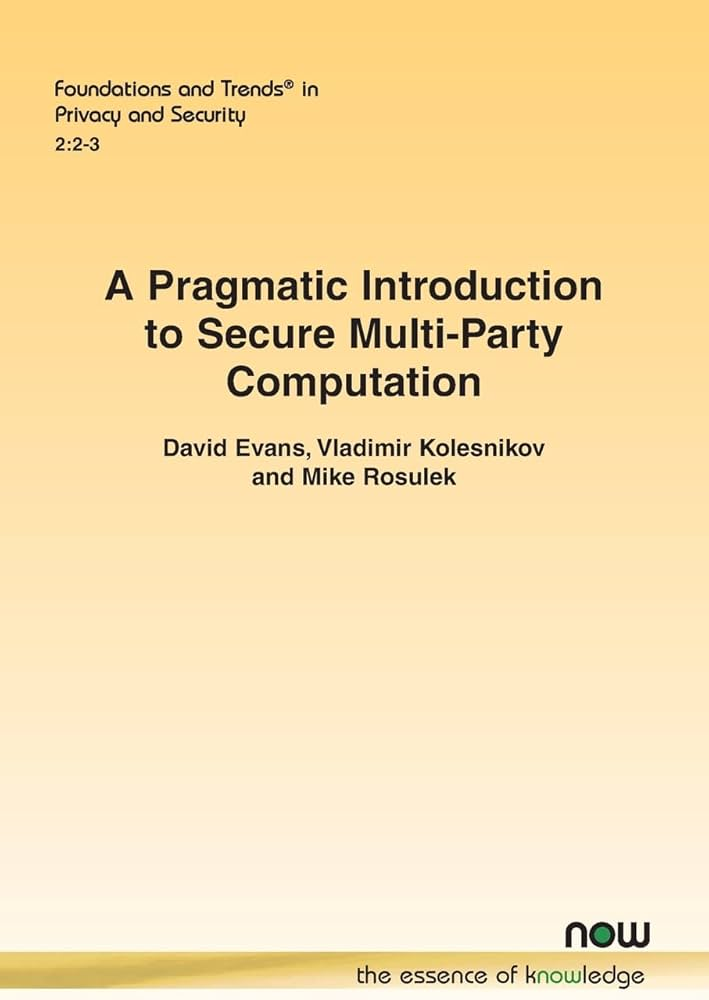 Foundations and Trends® in
Privacy and Security
2:2-3
A Pragmatic Introduction
to Secure Multi-Party
Computation
David Evans, Vladimir Kolesnikov
and Mike Rosulek
now
the essence of knowledge